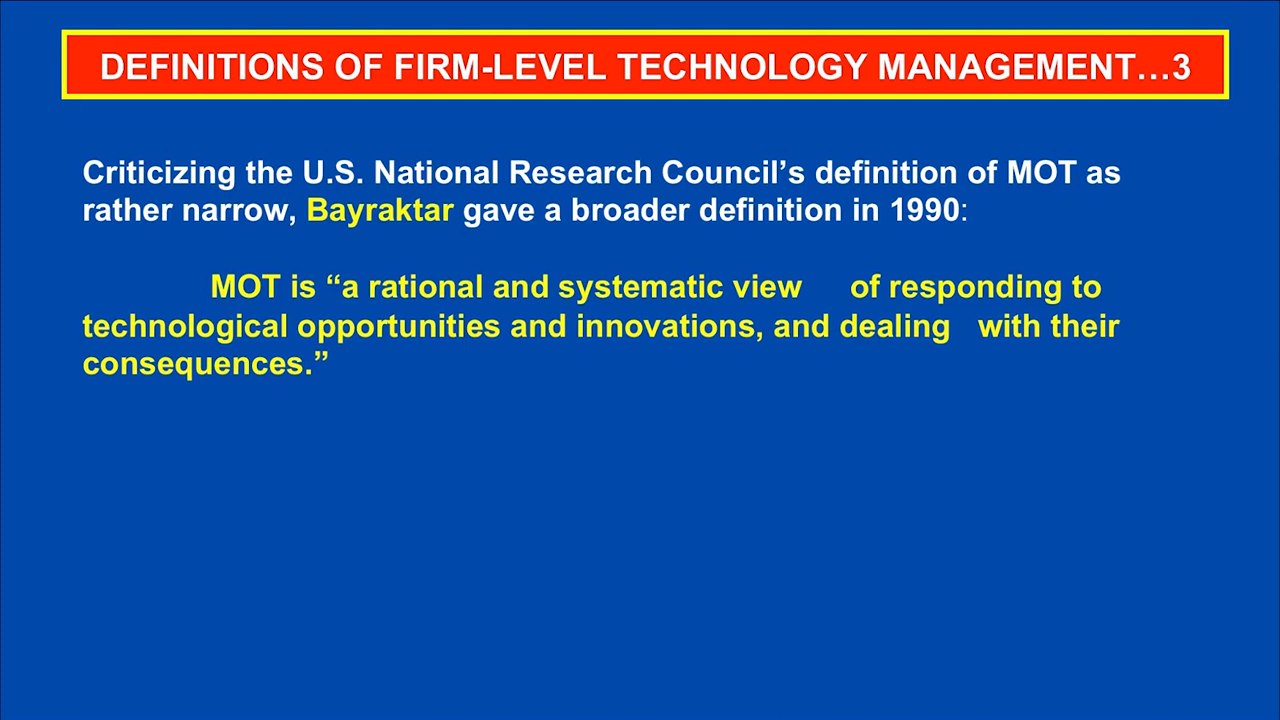 DEFINITIONS OF FIRM-LEVEL TECHNOLOGY MANAGEMENT…3
Criticizing the U.S. National Research Council’s definition of MOT as
rather narrow, Bayraktar gave a broader definition in 1990:
MOT is “a rational and systematic view of responding to
technological opportunities and innovations, and dealing with their
consequences.”